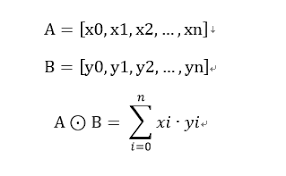 A = [x0, x1, x2, ..., xn]↓
B = [y0, y1, y2, ..., yn]↵
A ⊙ B = ∑_{i=0}^{n} xi · yi↵